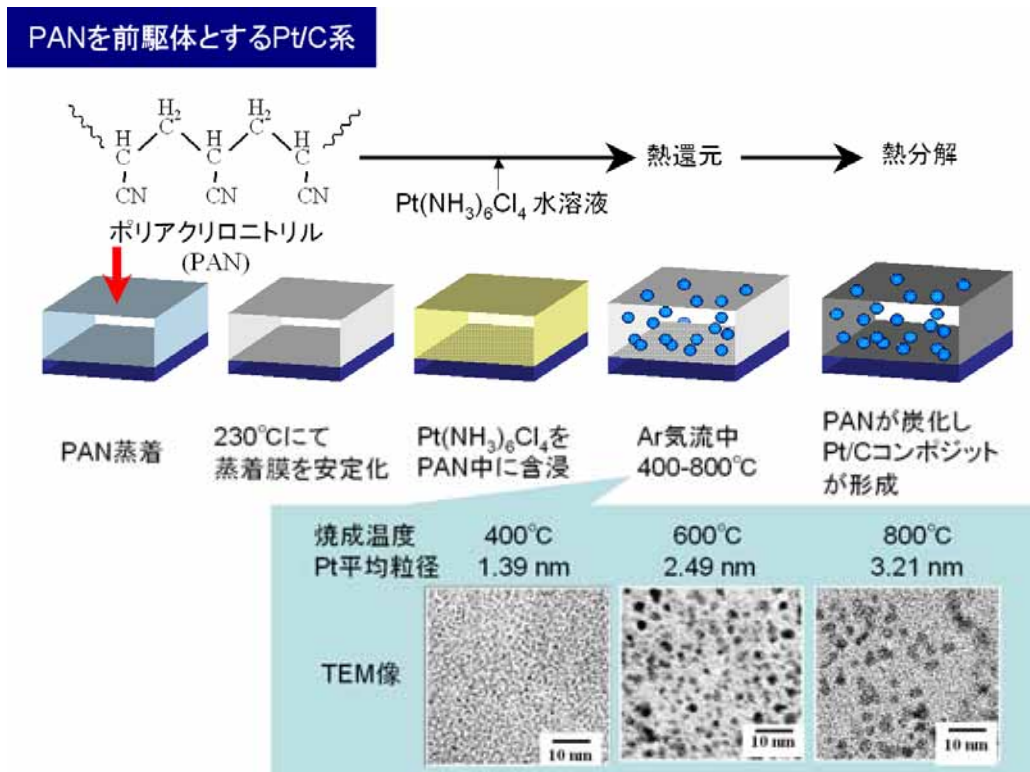 PANを前駆体とするPt/C系
H₂ H₂
C C
H H H
C C C
CN CN CN
ポリアクリロニトリル
(PAN)
Pt(NH₃)₆Cl₄ 水溶液
熱還元
熱分解
PAN蒸着
230℃にて
蒸着膜を安定化
Pt(NH₃)₆Cl₄を
PAN中に含浸
Ar気流中
400-800℃
PANが炭化し
Pt/Cコンポジット
が形成
焼成温度 400℃ 600℃ 800℃
Pt平均粒径 1.39 nm 2.49 nm 3.21 nm
TEM像
10 nm 10 nm 10 nm